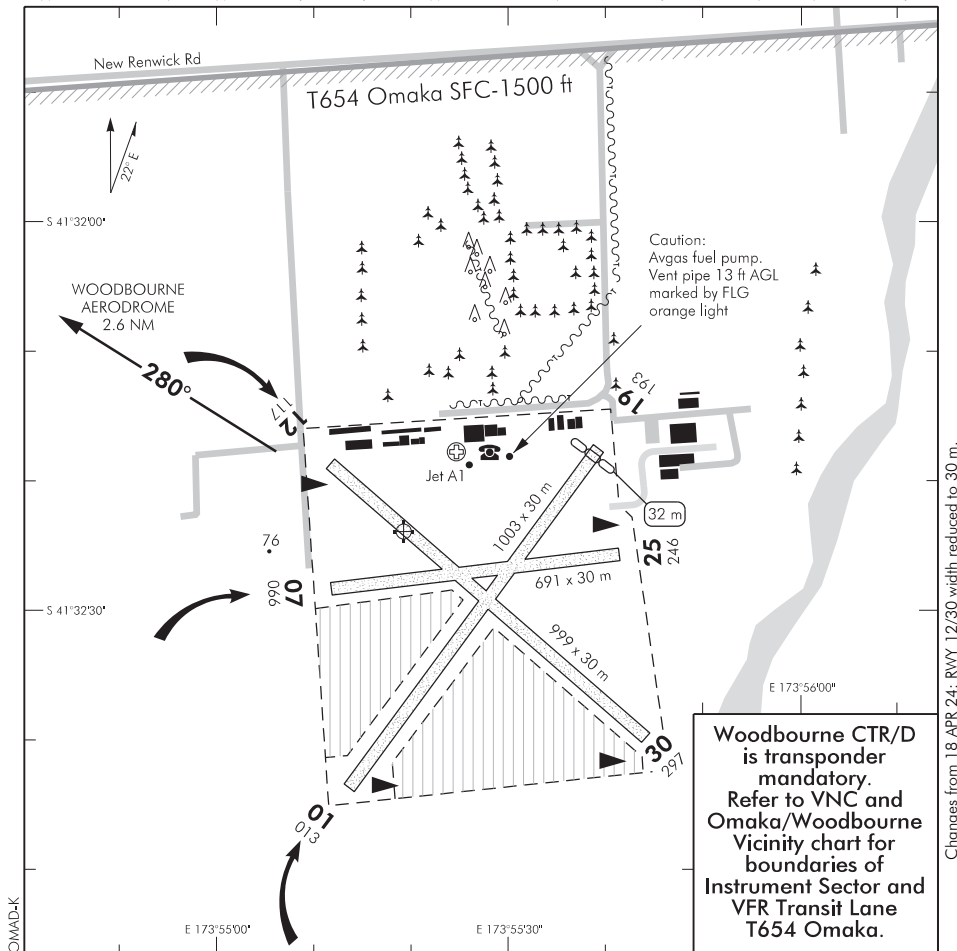 New Renwick Rd
T654 Omaka SFC-1500 ft
22° E
S 41°32'00"
Caution:
Avgas fuel pump.
Vent pipe 13 ft AGL
marked by FLG
orange light
WOODBOURNE
AERODROME
2.6 NM
280°
12
117
19
193
Jet A1
1003 x 30 m
32 m
25
246
691 x 30 m
76
07
066
S 41°32'30"
999 x 30 m
E 173°56'00"
30
297
01
013
Woodbourne CTR/D
is transponder
mandatory.
Refer to VNC and
Omaka/Woodbourne
Vicinity chart for
boundaries of
Instrument Sector and
VFR Transit Lane
T654 Omaka.
E 173°55'00"
E 173°55'30"
OMAD-K
Changes from 18 APR 24: RWY 12/30 width reduced to 30 m.